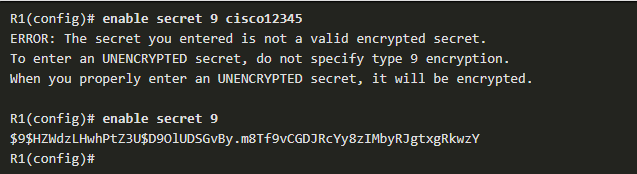 R1(config)# enable secret 9 cisco12345
ERROR: The secret you entered is not a valid encrypted secret.
To enter an UNENCRYPTED secret, do not specify type 9 encryption.
When you properly enter an UNENCRYPTED secret, it will be encrypted.
R1(config)# enable secret 9
$9$HZWdzLHwhPtZ3U$D9OlUDSGvBy.m8Tf9vCGDJRcYy8zIMbyRJgtxgRkwzY
R1(config)#